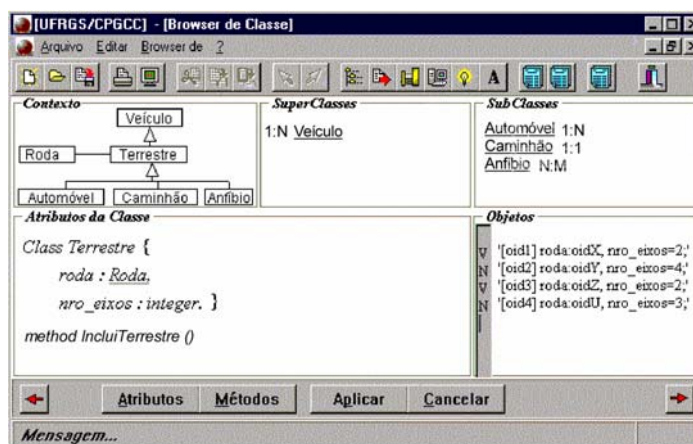 [UFRGS/CPGCC] - [Browser de Classe]
Arquivo Editar Browser de ?
Contexto
Veículo
Roda Terrestre
Automóvel Caminhão Anfíbio
SuperClasses
1:N Veículo
SubClasses
Automóvel 1:N
Caminhão 1:1
Anfíbio N:M
Atributos da Classe
Class Terrestre {
roda : Roda,
nro_eixos : integer. }
method IncluiTerrestre ()
Objetos
V '[oid1] roda:oidX, nro_eixos=2;'
N '[oid2] roda:oidY, nro_eixos=4;'
V '[oid3] roda:oidZ, nro_eixos=2;'
N '[oid4] roda:oidU, nro_eixos=3;'
Atributos Métodos Aplicar Cancelar
Mensagem...